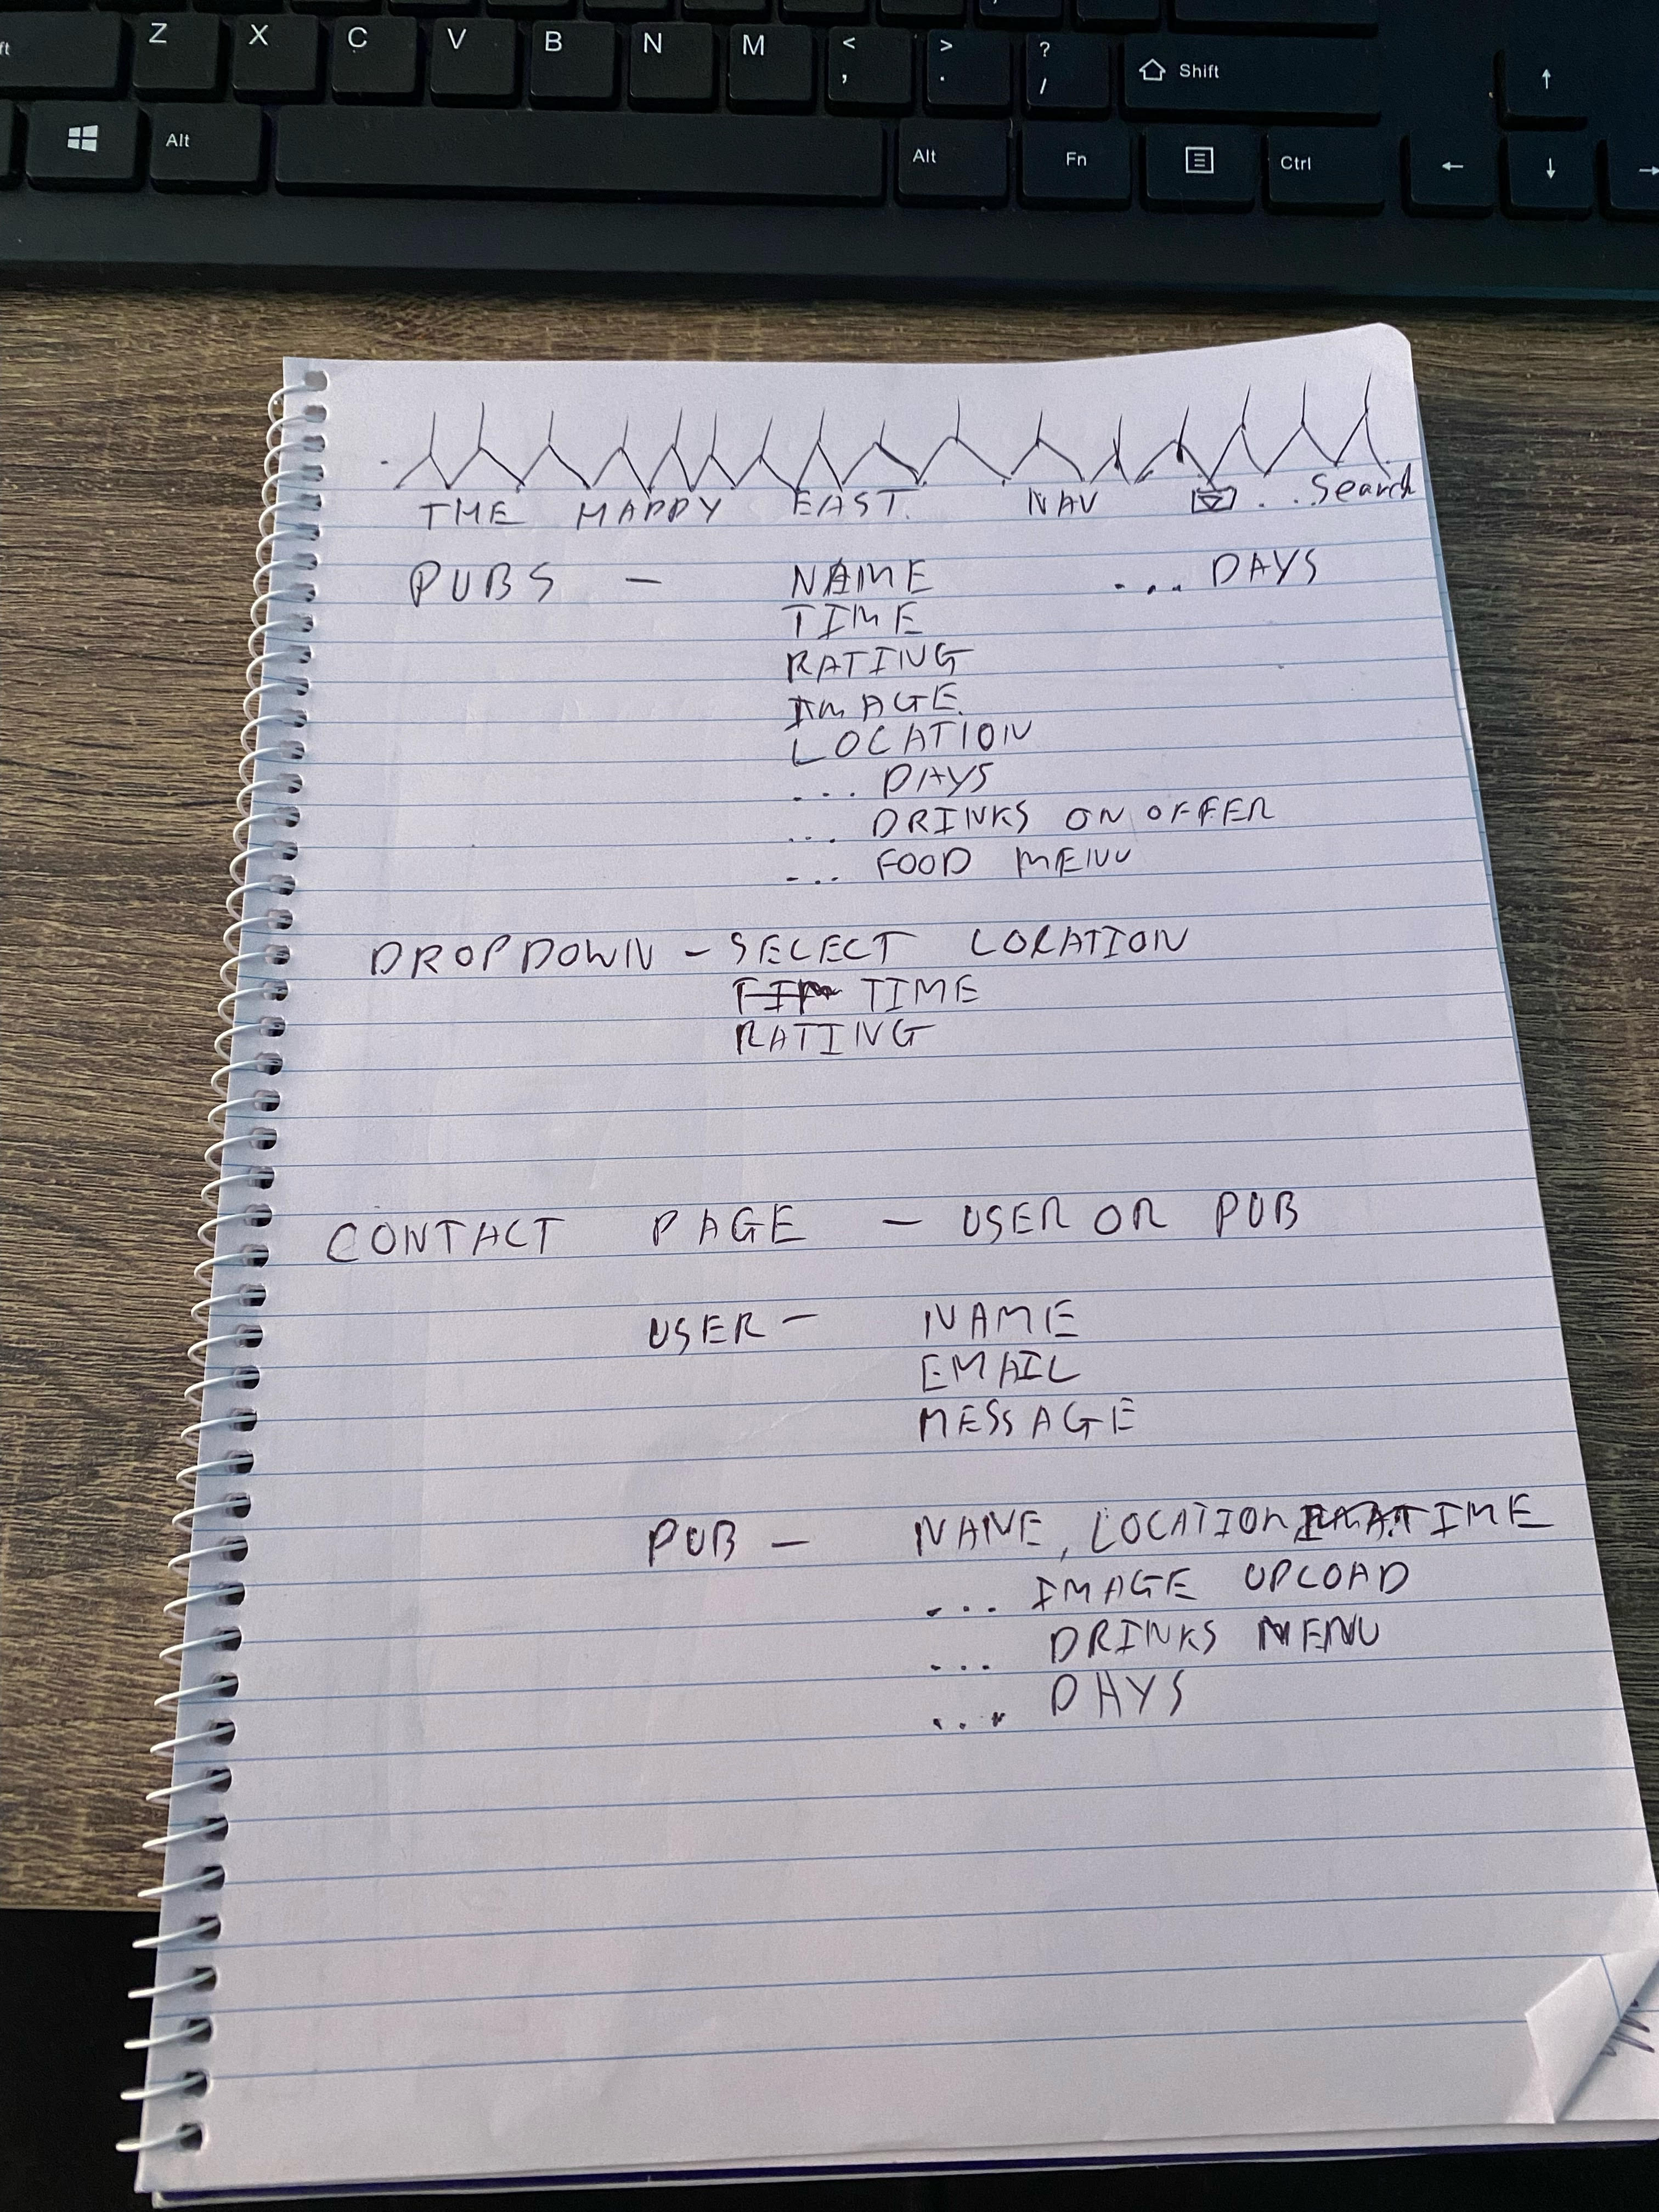 Z X C V B N M < , > . ? / Shift ↑
Alt Alt Fn Ctrl ← ↓ →
THE HAPPY EAST. NAV ... Search
PUBS - NAME ... DAYS
TIME
RATING
IMAGE
LOCATION
... DAYS
... DRINKS ON OFFER
... FOOD MENU
DROPDOWN - SELECT LOCATION
TIME
RATING
CONTACT PAGE - USER OR PUB
USER - NAME
EMAIL
MESSAGE
PUB - NANE, LOCATION TIME
... IMAGE UPLOAD
... DRINKS MENU
... DAYS